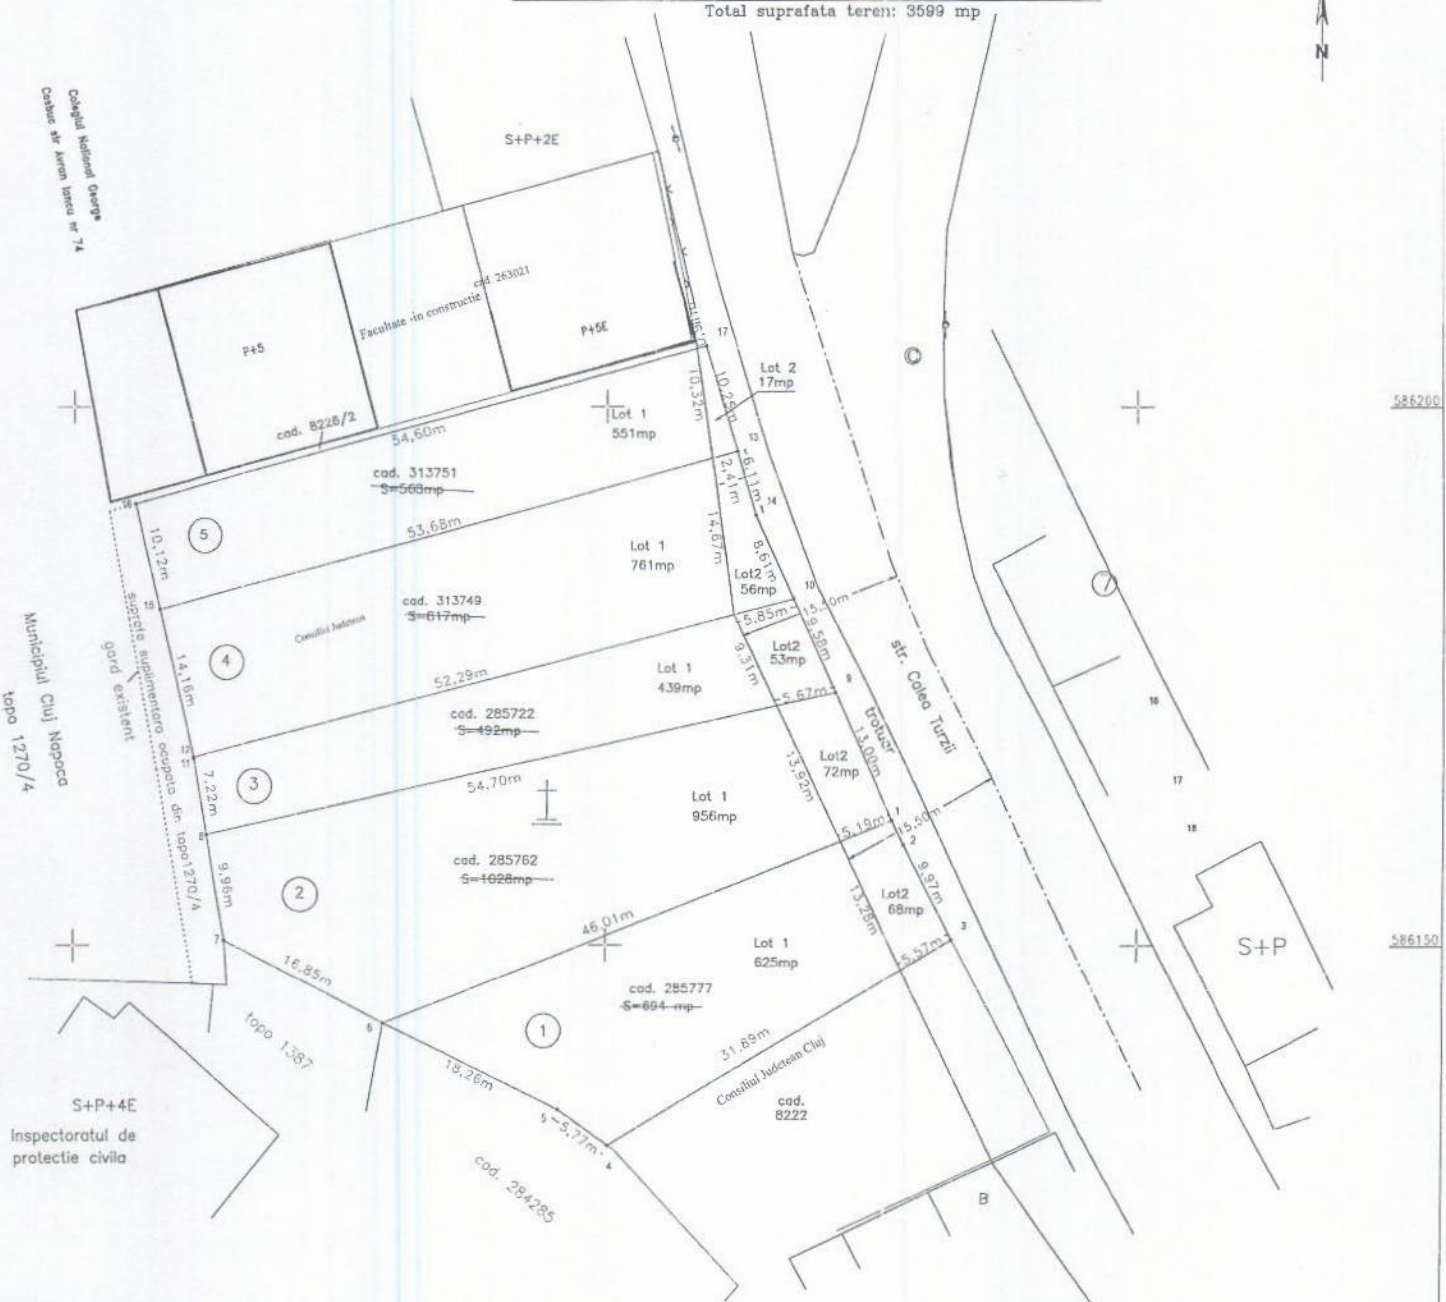 Total suprafata teren: 3599 mp
N
Colegiul National George
Cosbuc str Avram Iancu nr 74
S+P+2E
cad. 263021
Facultate -in constructie
P+5
P+5E
17
Lot 2
17mp
C
586200
cad. 8226/2
54,60m
10,32m
10,25m
Lot 1
551mp
13
cad. 313751
S=568mp
16
5
10,12m
53,68m
2,41m
6,11m
14
1
14,67m
8,61m
Lot 1
761mp
Lot2
56mp
10
15
cad. 313749
S=817mp
Consiliul Judetean
5,85m
15,40m
7
Municipiul Cluj Napoca
topo 1270/4
gard existent
suprafata suplimentara ocupata din topo1270/4
4
14,16m
52,29m
9,31m
9,58m
Lot2
53mp
Lot 1
439mp
5,67m
9
str. Calea Turzii
trotuar
16
12
11
cad. 285722
S=492mp
3
7,22m
54,70m
13,92m
13,00m
Lot2
72mp
17
Lot 1
956mp
1
5,19m
15,50m
2
18
8
cad. 285762
S=1028mp
2
9,96m
46,01m
13,28m
9,97m
Lot2
68mp
3
7
Lot 1
625mp
5,57m
S+P
586150
16,85m
cad. 285777
S=694 mp
6
1
topo 1387
31,89m
Consiliul Judetean Cluj
18,26m
S+P+4E
Inspectoratul de
protectie civila
5
5,77m
4
cad.
8222
cad. 284285
B